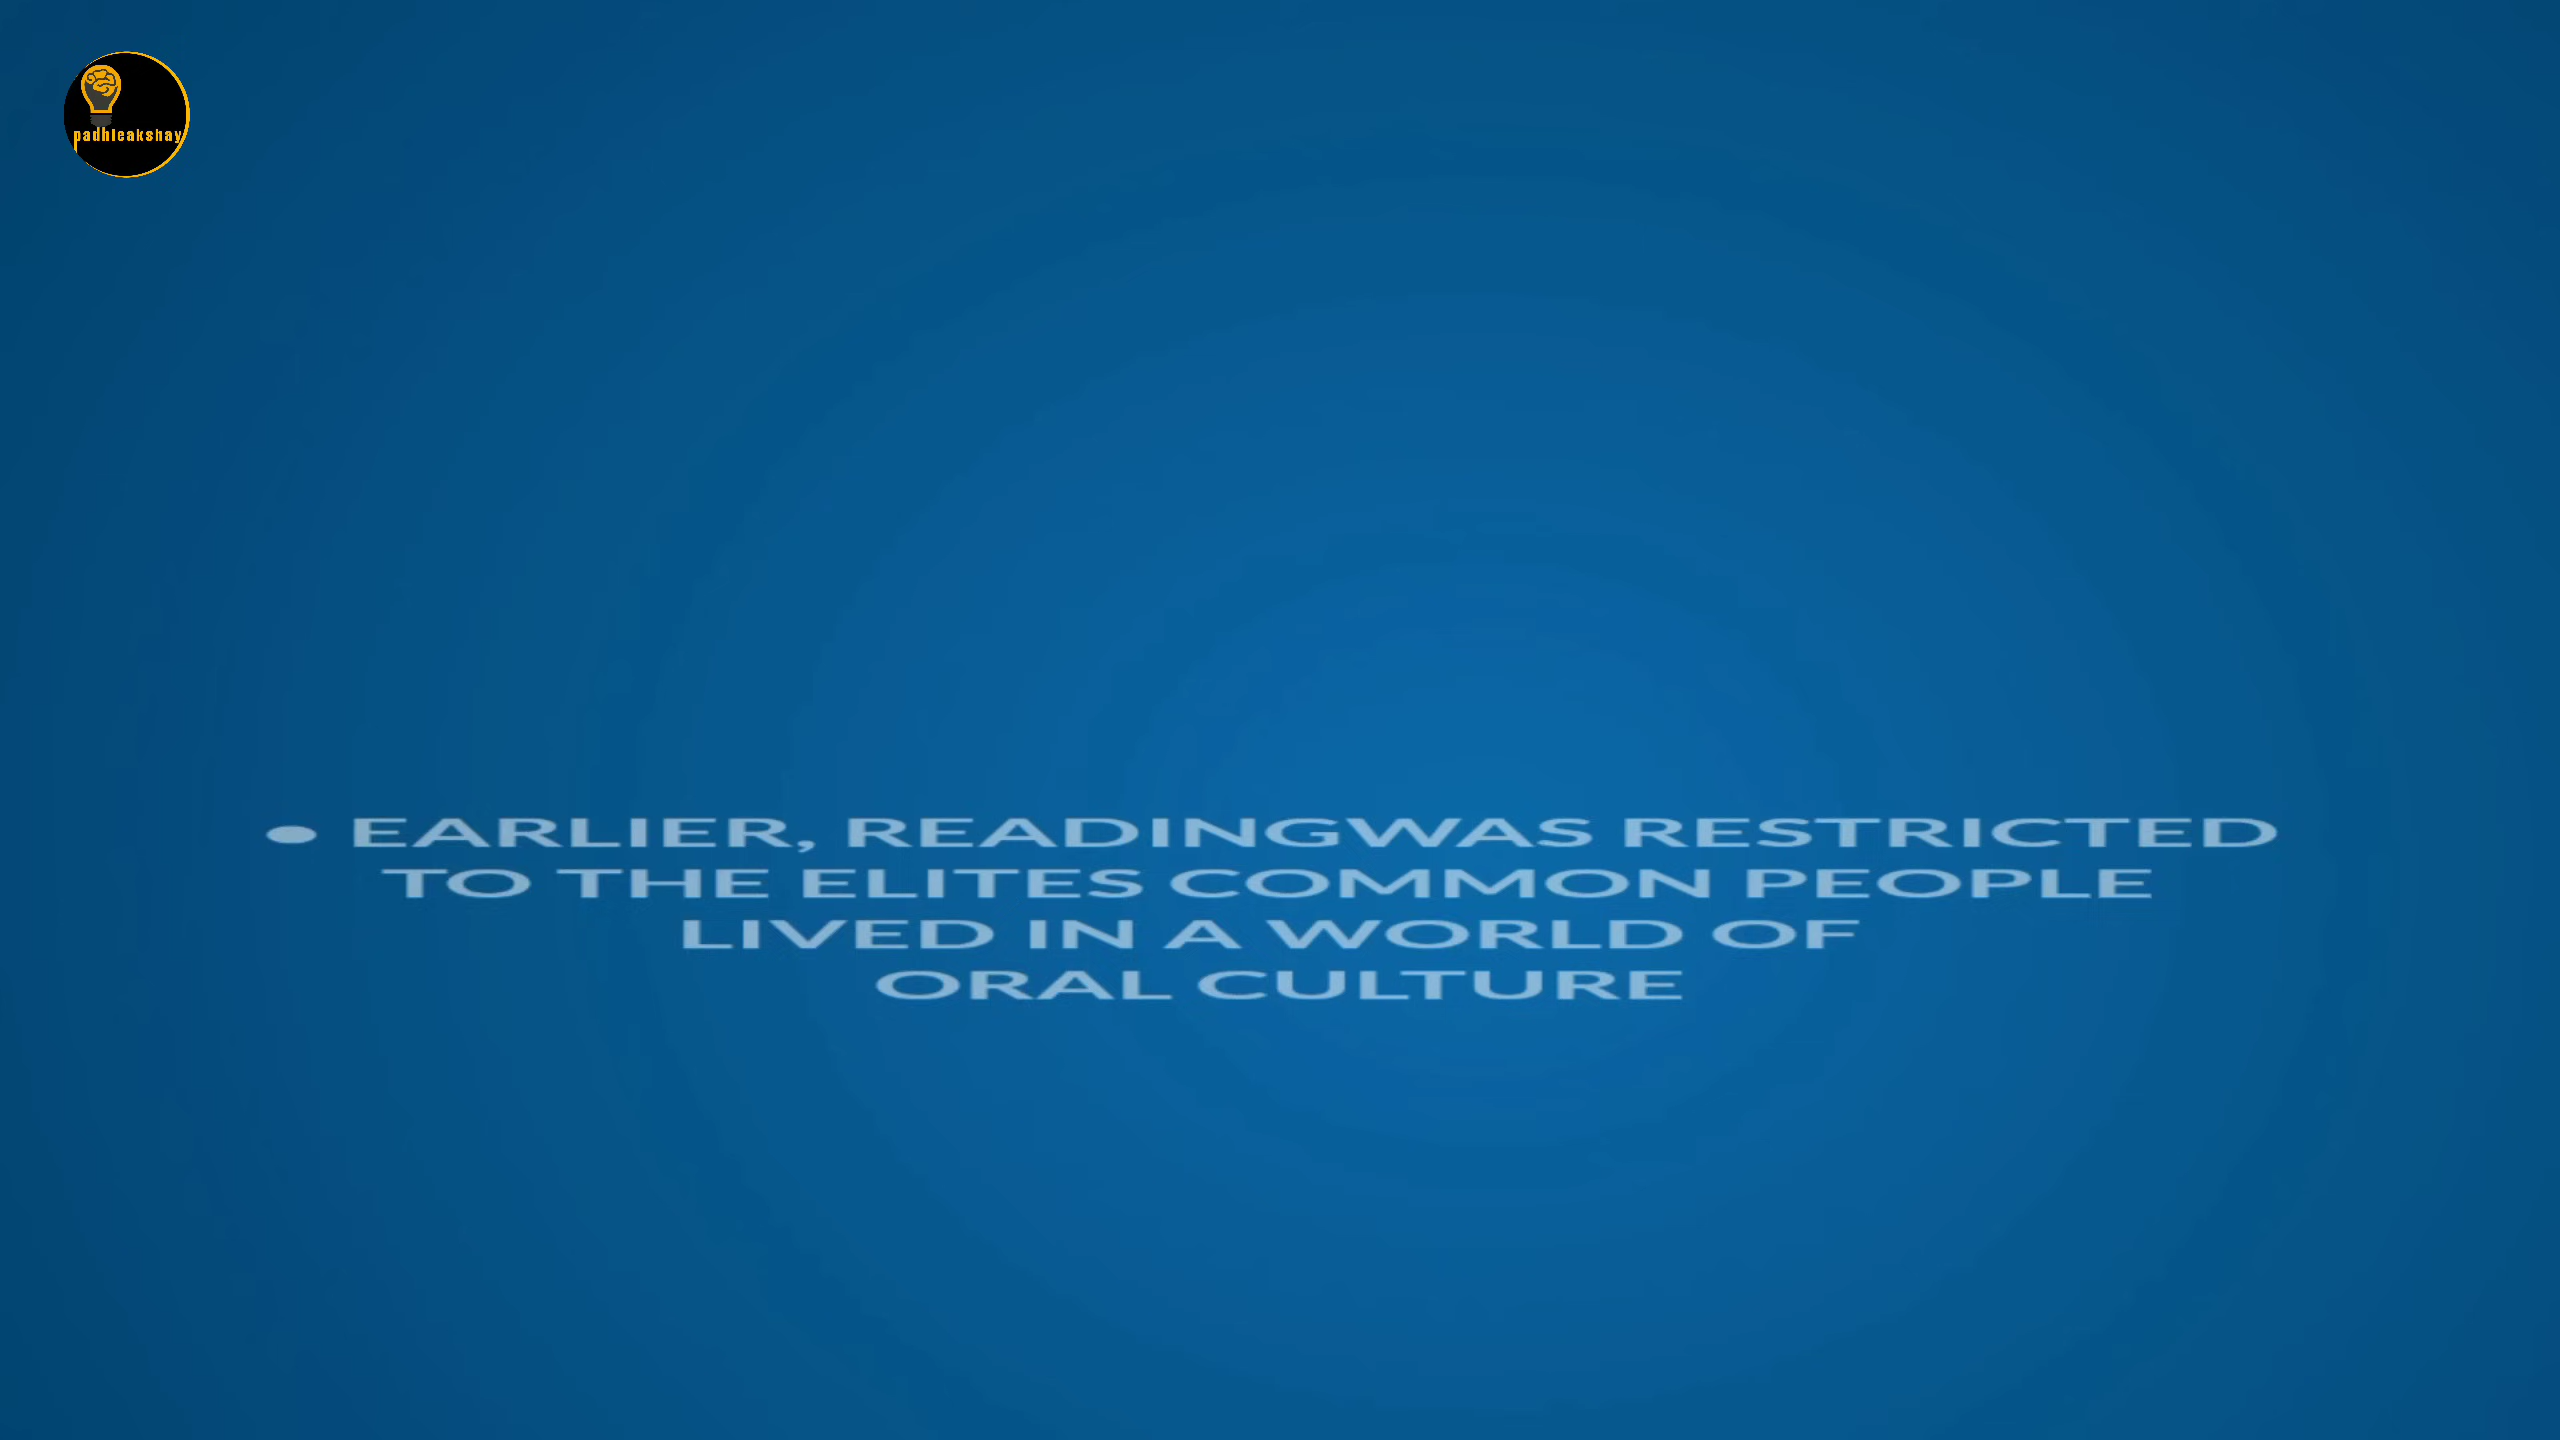 padhleakshay
• EARLIER, READINGWAS RESTRICTED
TO THE ELITES COMMON PEOPLE
LIVED IN A WORLD OF
ORAL CULTURE